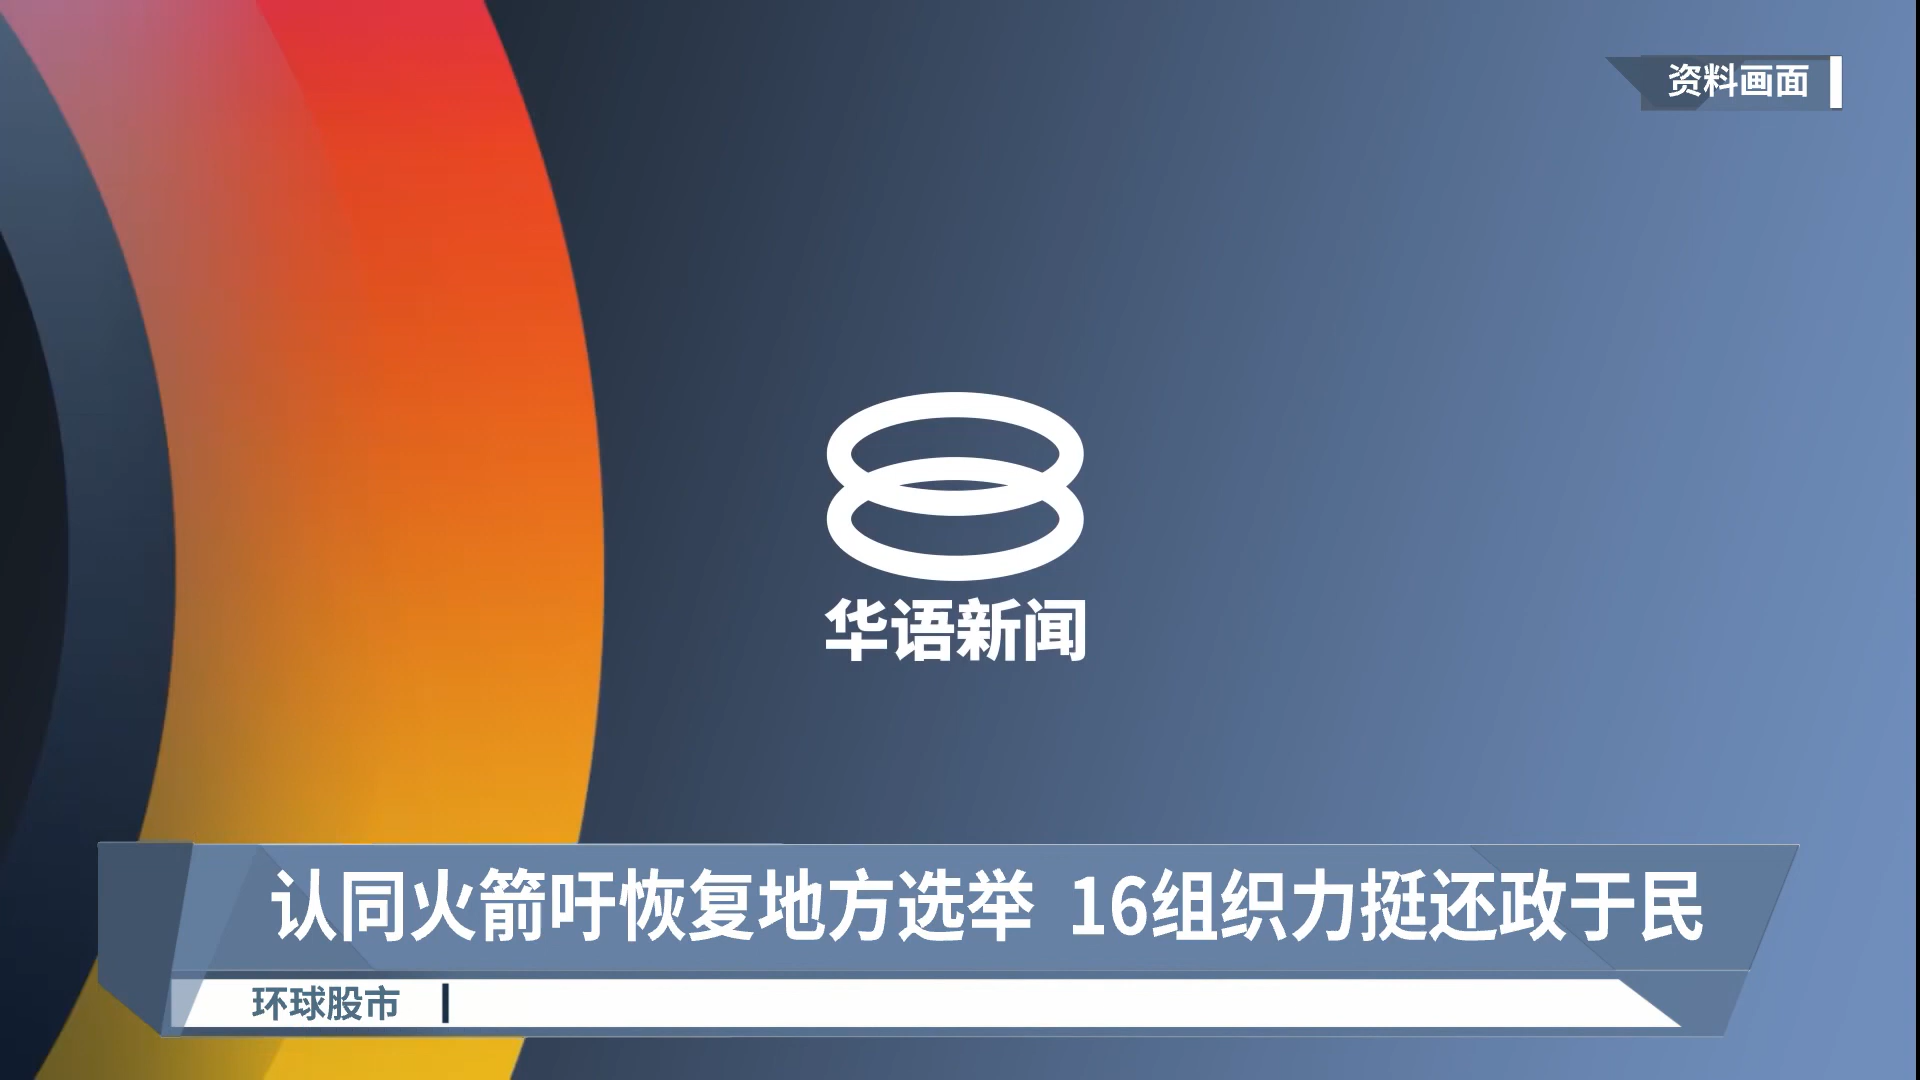 资料画面
华语新闻
认同火箭吁恢复地方选举 16组织力挺还政于民
环球股市